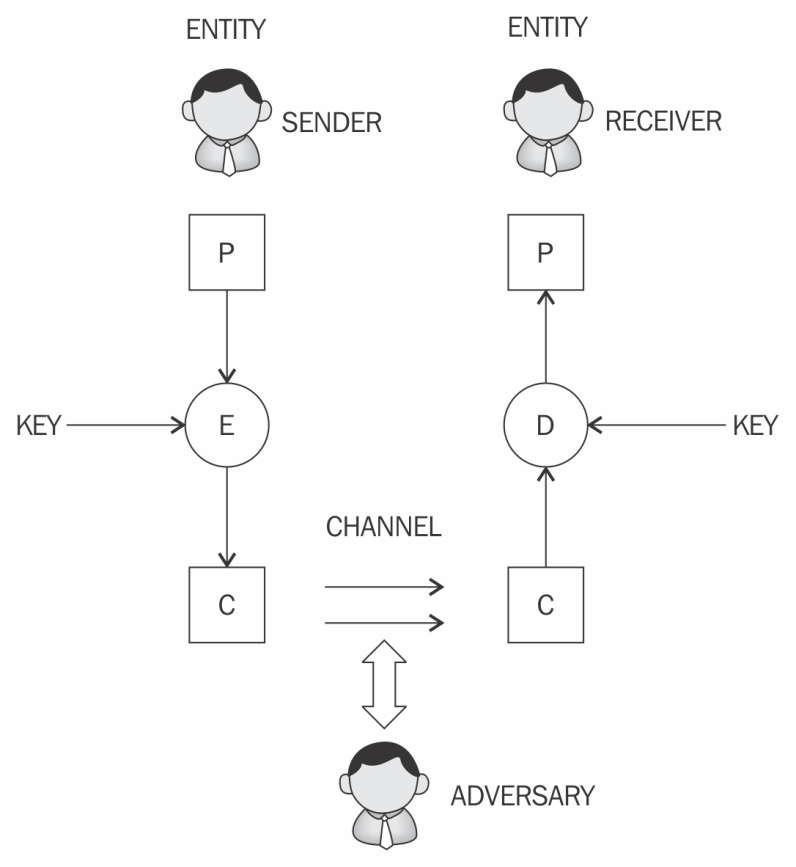 ENTITY
ENTITY
SENDER
RECEIVER
P
P
KEY
E
D
KEY
CHANNEL
C
C
ADVERSARY